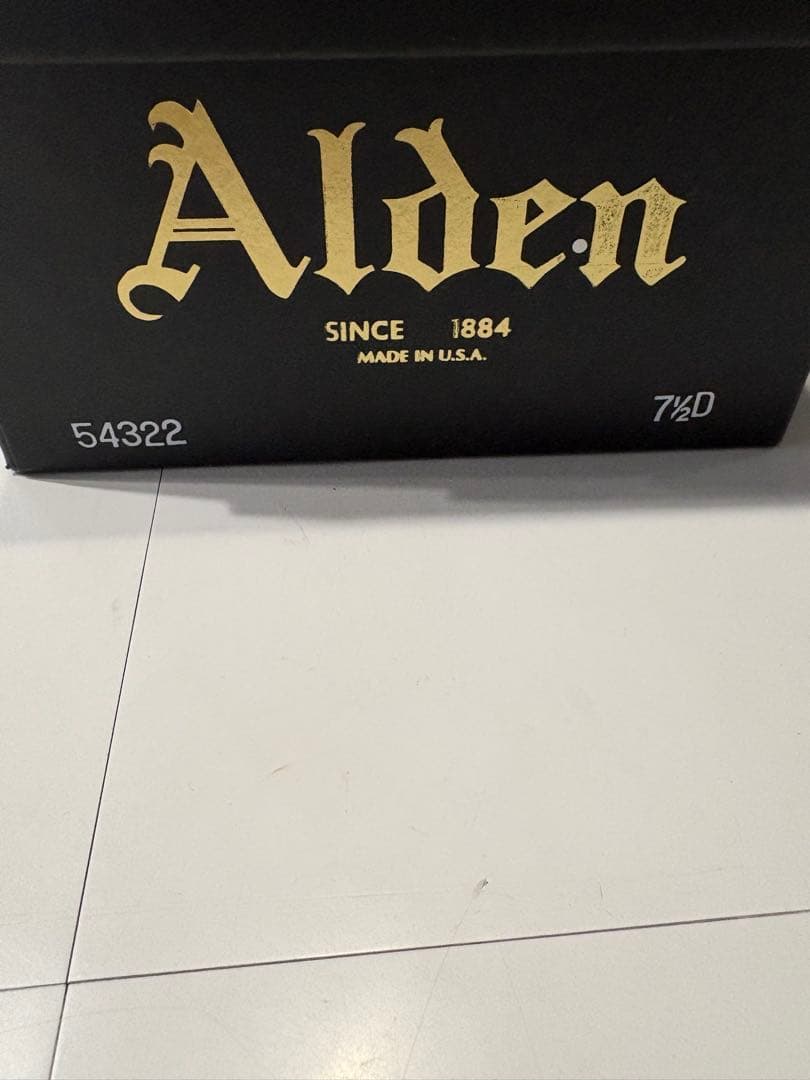 Alden
SINCE 1884
MADE IN U.S.A.
54322 7½D